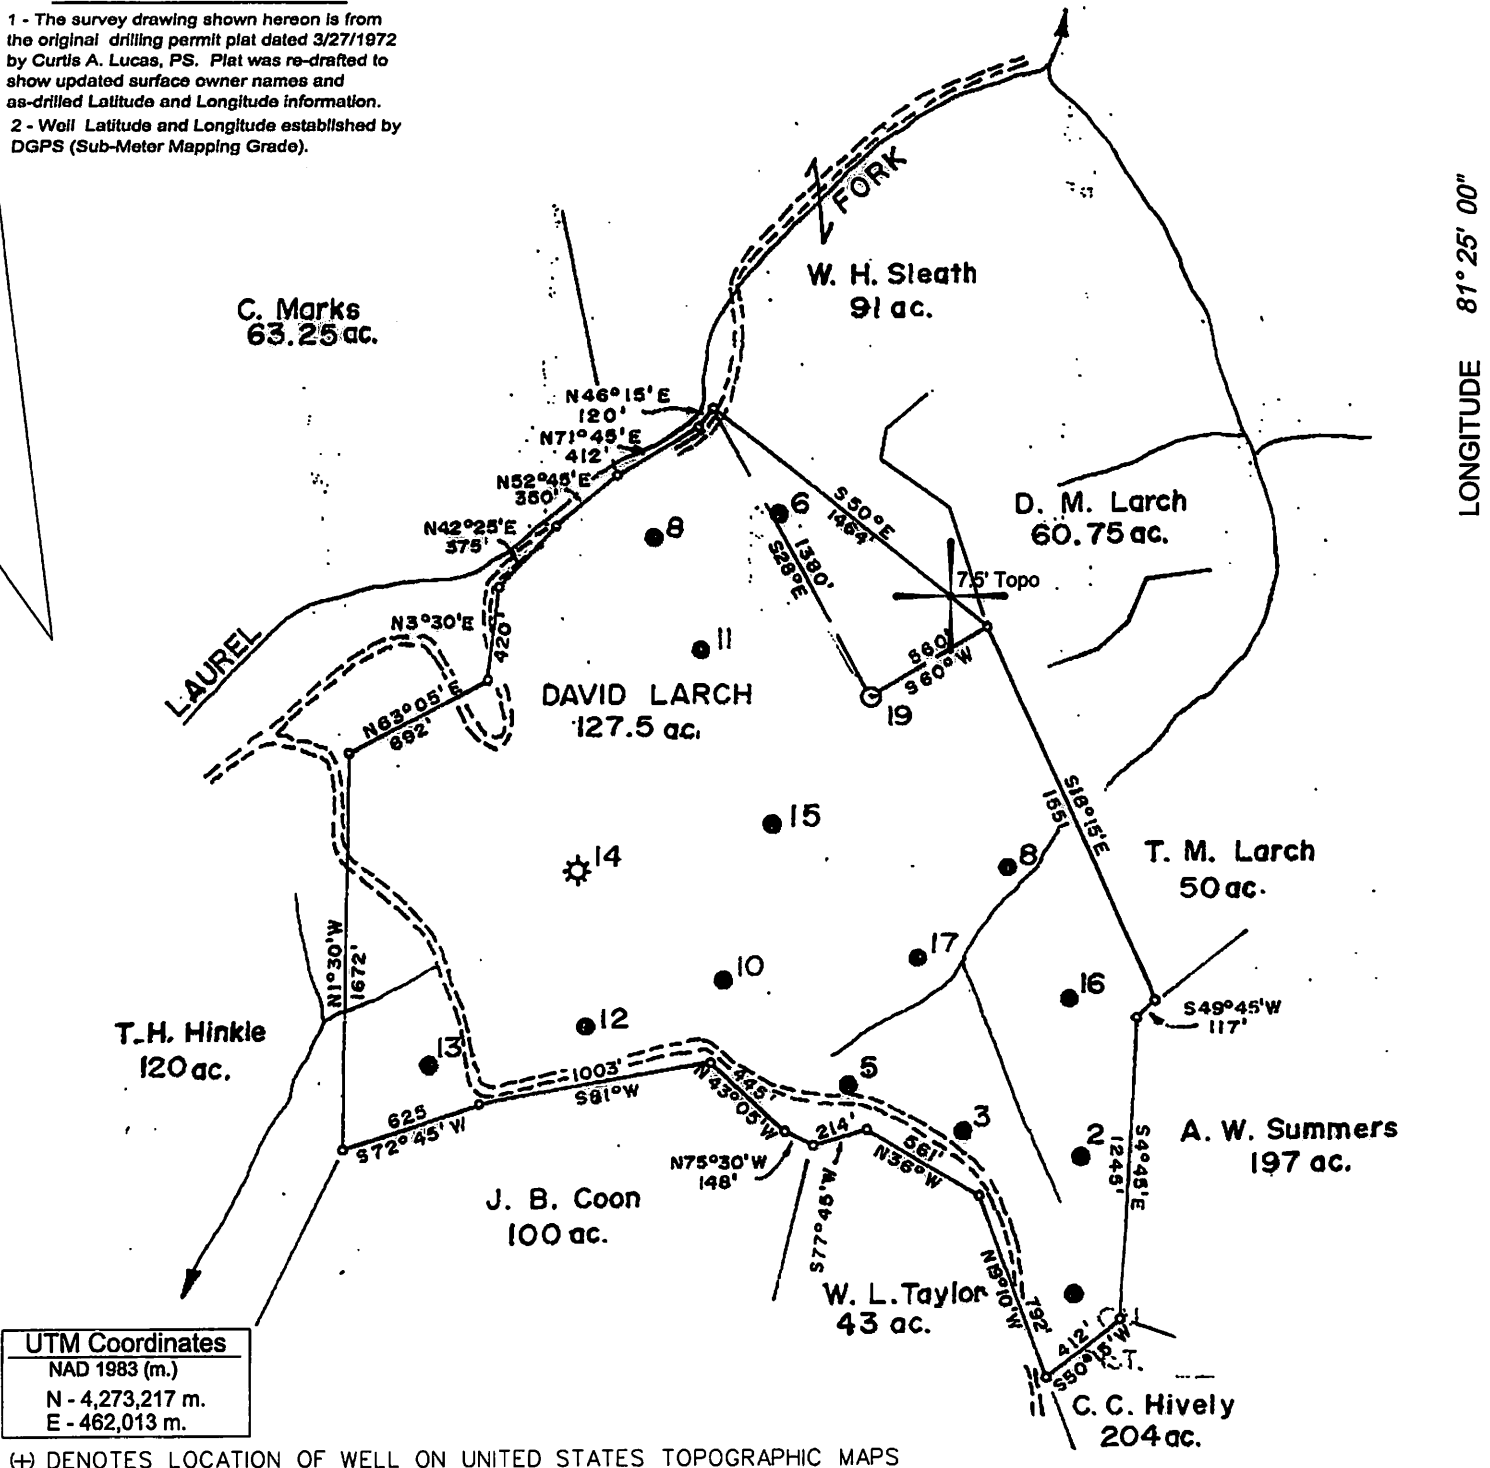 1 - The survey drawing shown hereon is from
the original drilling permit plat dated 3/27/1972
by Curtis A. Lucas, PS. Plat was re-drafted to
show updated surface owner names and
as-drilled Latitude and Longitude information.
2 - Well Latitude and Longitude established by
DGPS (Sub-Meter Mapping Grade).
LONGITUDE 81° 25' 00"
FORK
W. H. Sleath
91 ac.
C. Marks
63.25 ac.
N46°15'E
120'
N71°45'E
412'
N52°45'E
350'
N42°25'E
375'
N3°30'E
420'
LAUREL
N63°05'E
692'
8
6
S50°E
1464'
1380'
S28°E
D. M. Larch
60.75 ac.
7.5' Topo
560'
S60°W
19
11
DAVID LARCH
127.5 ac.
S18°15'E
1551
15
14
8
T. M. Larch
50 ac.
N1°30'W
1672'
17
10
16
S49°45'W
117'
T. H. Hinkle
120 ac.
12
13
1003'
S81°W
625
S72°45'W
445'
N43°05'W
5
3
2
214'
561'
N36°W
N75°30'W
148'
S77°45'W
S4°45'E
1245'
A. W. Summers
197 ac.
J. B. Coon
100 ac.
W. L. Taylor
43 ac.
N19°10'W
792'
412'
S50°15'W
C. C. Hively
204 ac.
UTM Coordinates
NAD 1983 (m.)
N - 4,273,217 m.
E - 462,013 m.
(+) DENOTES LOCATION OF WELL ON UNITED STATES TOPOGRAPHIC MAPS